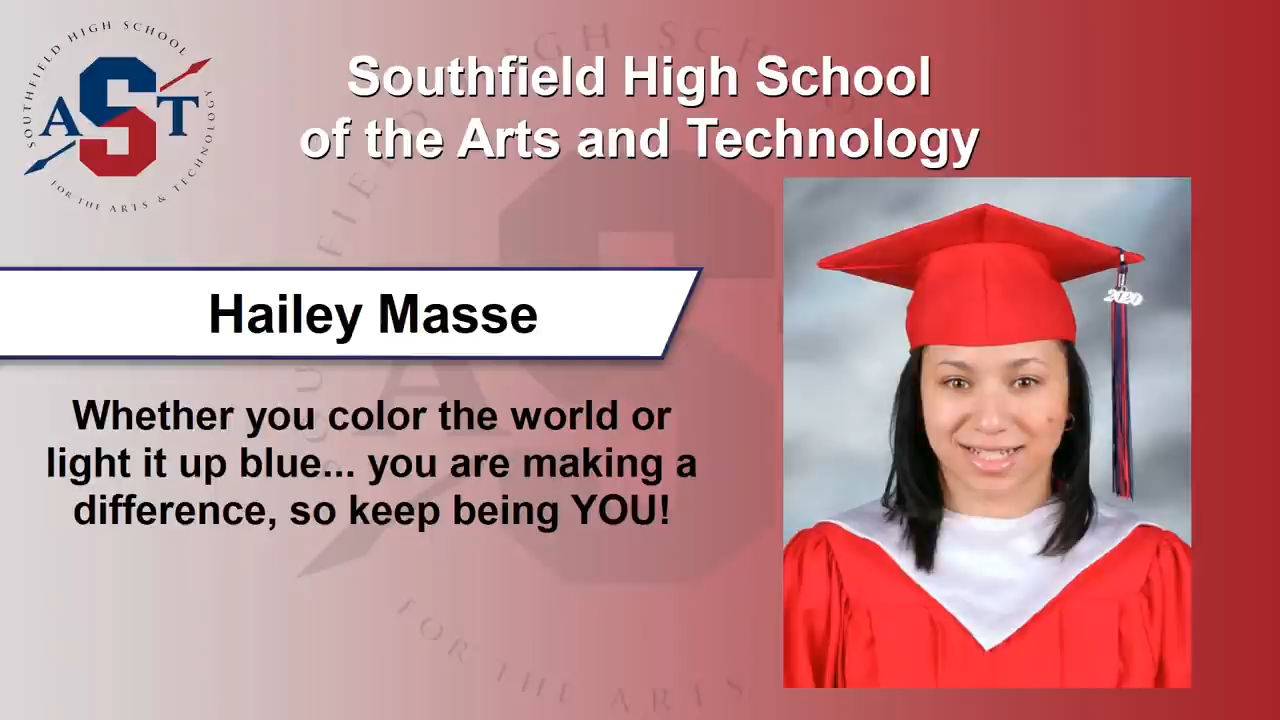 SOUTHFIELD HIGH SCHOOL
AST
FOR THE ARTS & TECHNOLOGY
Southfield High School
of the Arts and Technology
Hailey Masse
Whether you color the world or
light it up blue... you are making a
difference, so keep being YOU!
2020